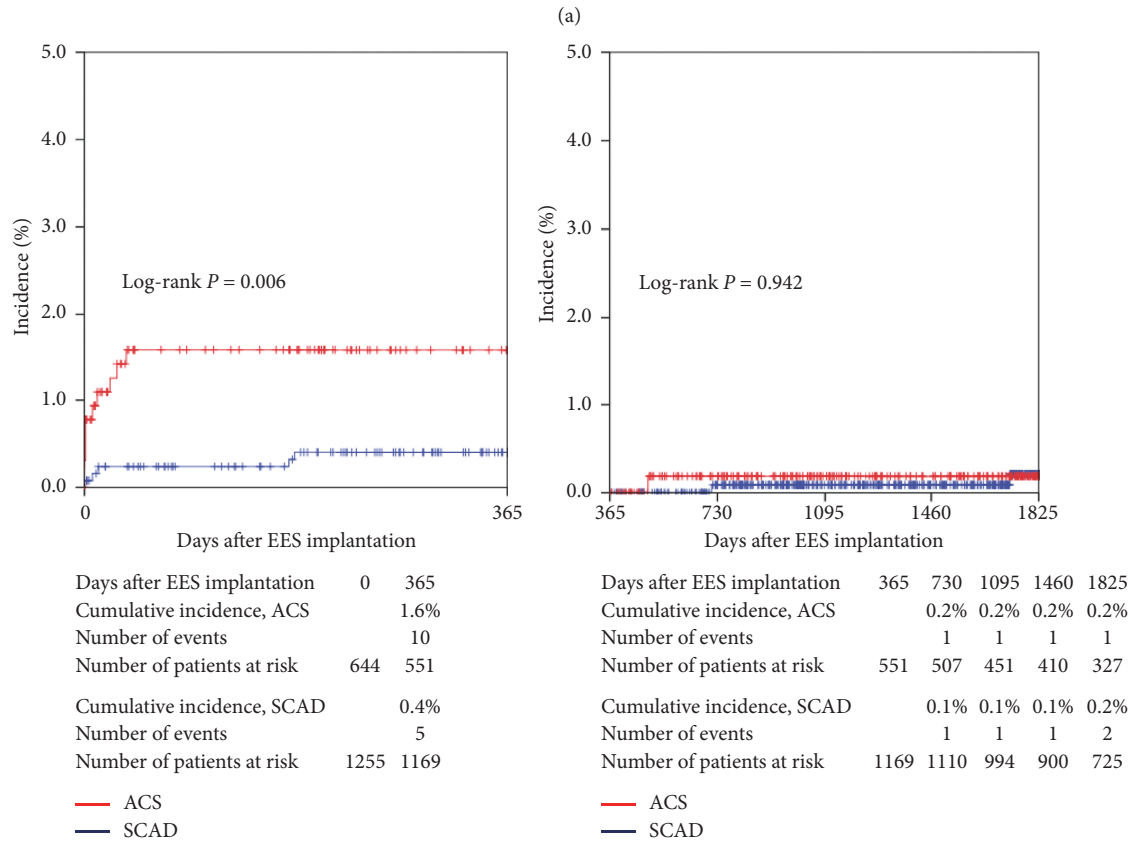 (a)
5.0
4.0
3.0
2.0
1.0
0.0
Incidence (%)
Log-rank P = 0.006
0 365
Days after EES implantation
Days after EES implantation 0 365
Cumulative incidence, ACS 1.6%
Number of events 10
Number of patients at risk 644 551
Cumulative incidence, SCAD 0.4%
Number of events 5
Number of patients at risk 1255 1169
ACS
SCAD
5.0
4.0
3.0
2.0
1.0
0.0
Incidence (%)
Log-rank P = 0.942
365 730 1095 1460 1825
Days after EES implantation
Days after EES implantation 365 730 1095 1460 1825
Cumulative incidence, ACS 0.2% 0.2% 0.2% 0.2%
Number of events 1 1 1 1
Number of patients at risk 551 507 451 410 327
Cumulative incidence, SCAD 0.1% 0.1% 0.1% 0.2%
Number of events 1 1 1 2
Number of patients at risk 1169 1110 994 900 725
ACS
SCAD